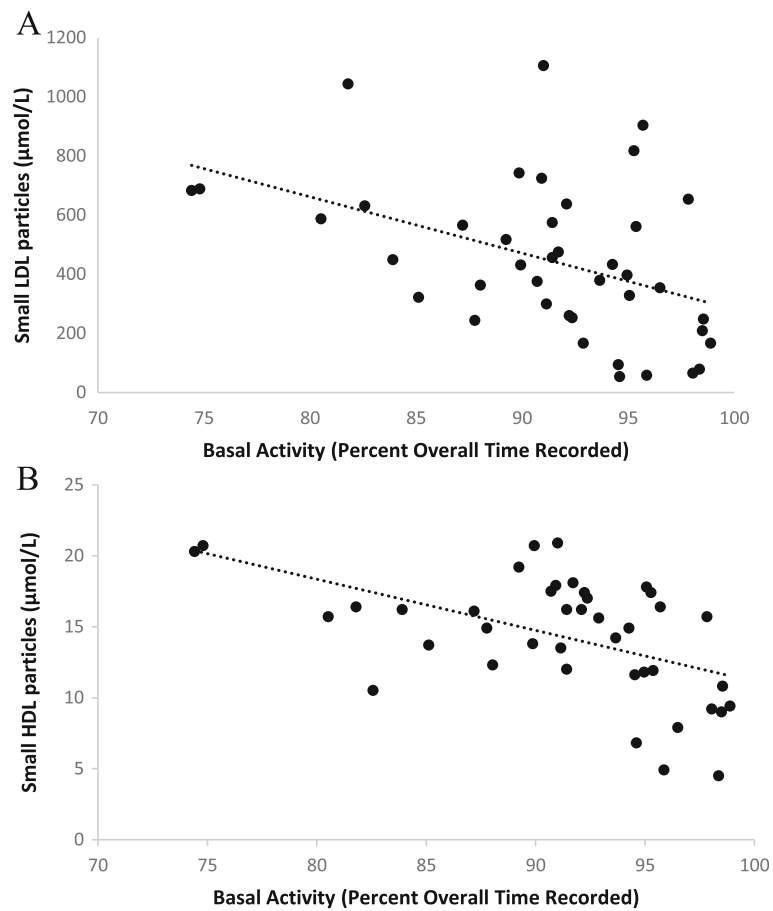 A
1200
1000
800
600
400
200
0
Small LDL particles (µmol/L)
70 75 80 85 90 95 100
Basal Activity (Percent Overall Time Recorded)
B
25
20
15
10
5
0
Small HDL particles (µmol/L)
70 75 80 85 90 95 100
Basal Activity (Percent Overall Time Recorded)